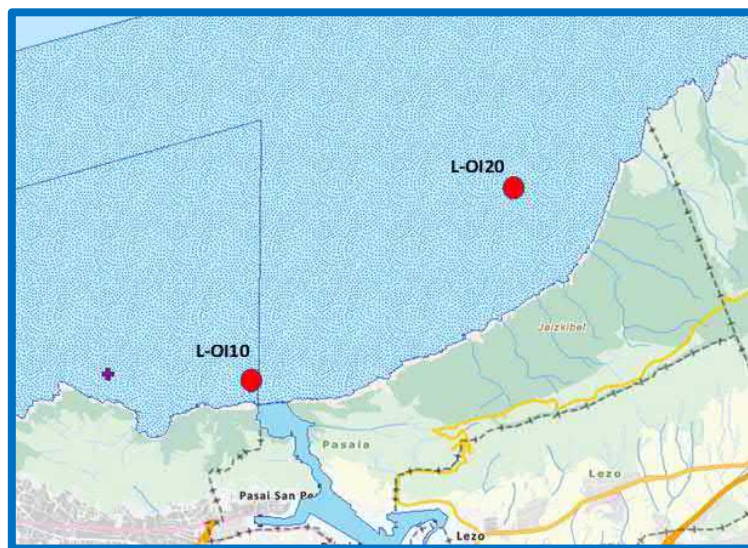 L-OI20
Jaizkibel
L-OI10
Pasaia
Lezo
Pasai San Pe
Lezo